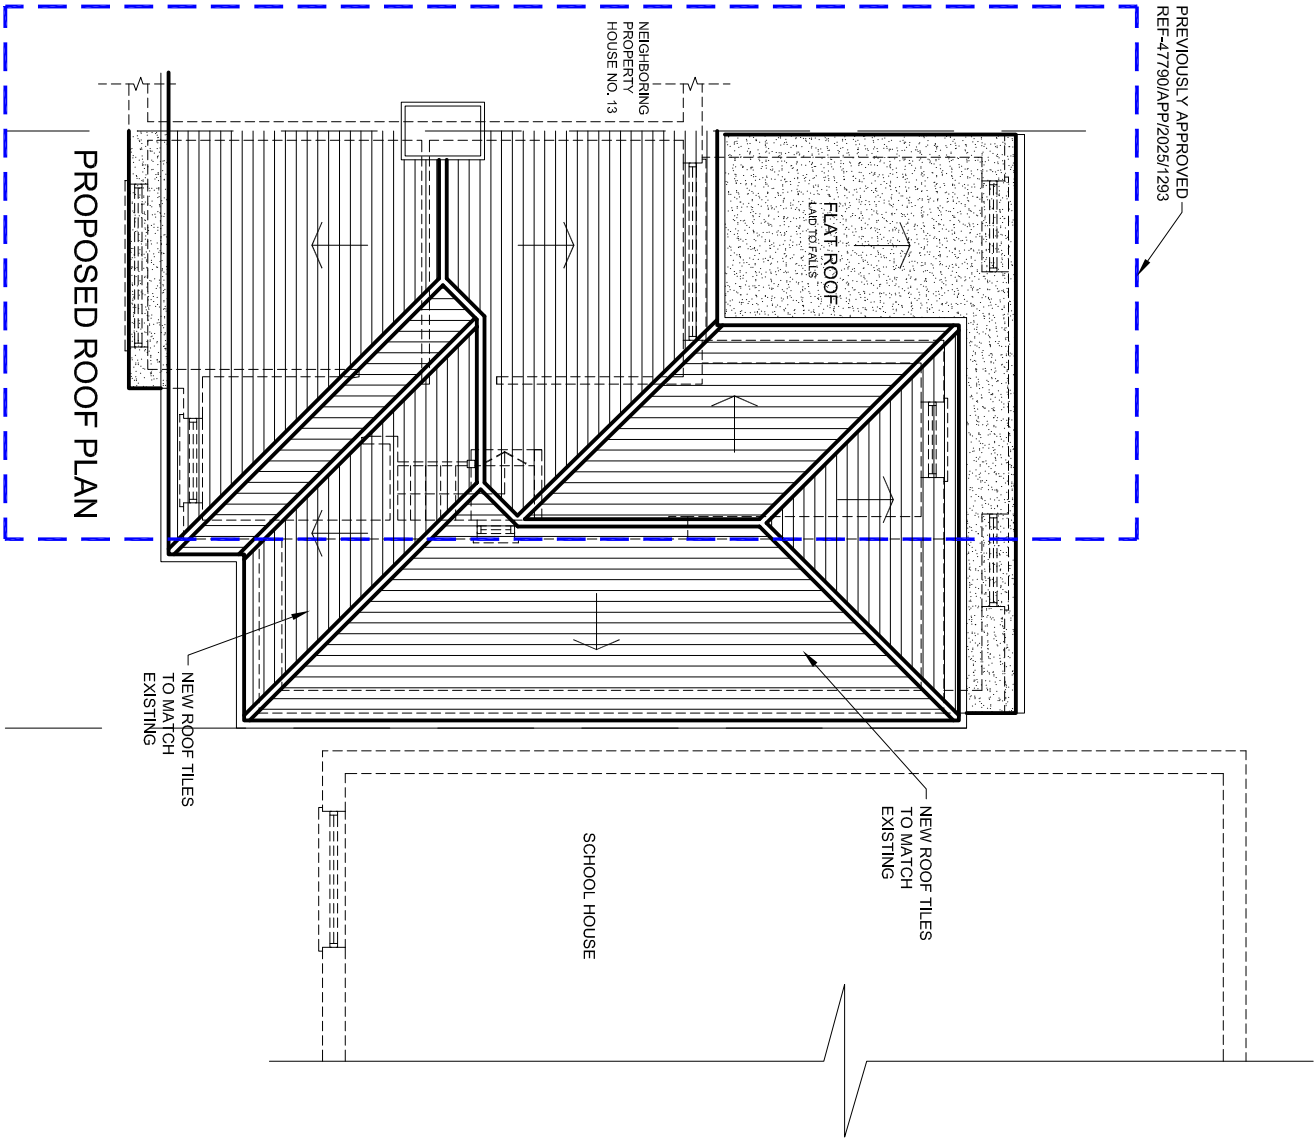 PREVIOUSLY APPROVED
REF-47790/APP/2025/1293
NEIGHBORING
PROPERTY
HOUSE NO. 13
FLAT ROOF
LAID TO FALLS
PROPOSED ROOF PLAN
NEW ROOF TILES
TO MATCH
EXISTING
NEW ROOF TILES
TO MATCH
EXISTING
SCHOOL HOUSE